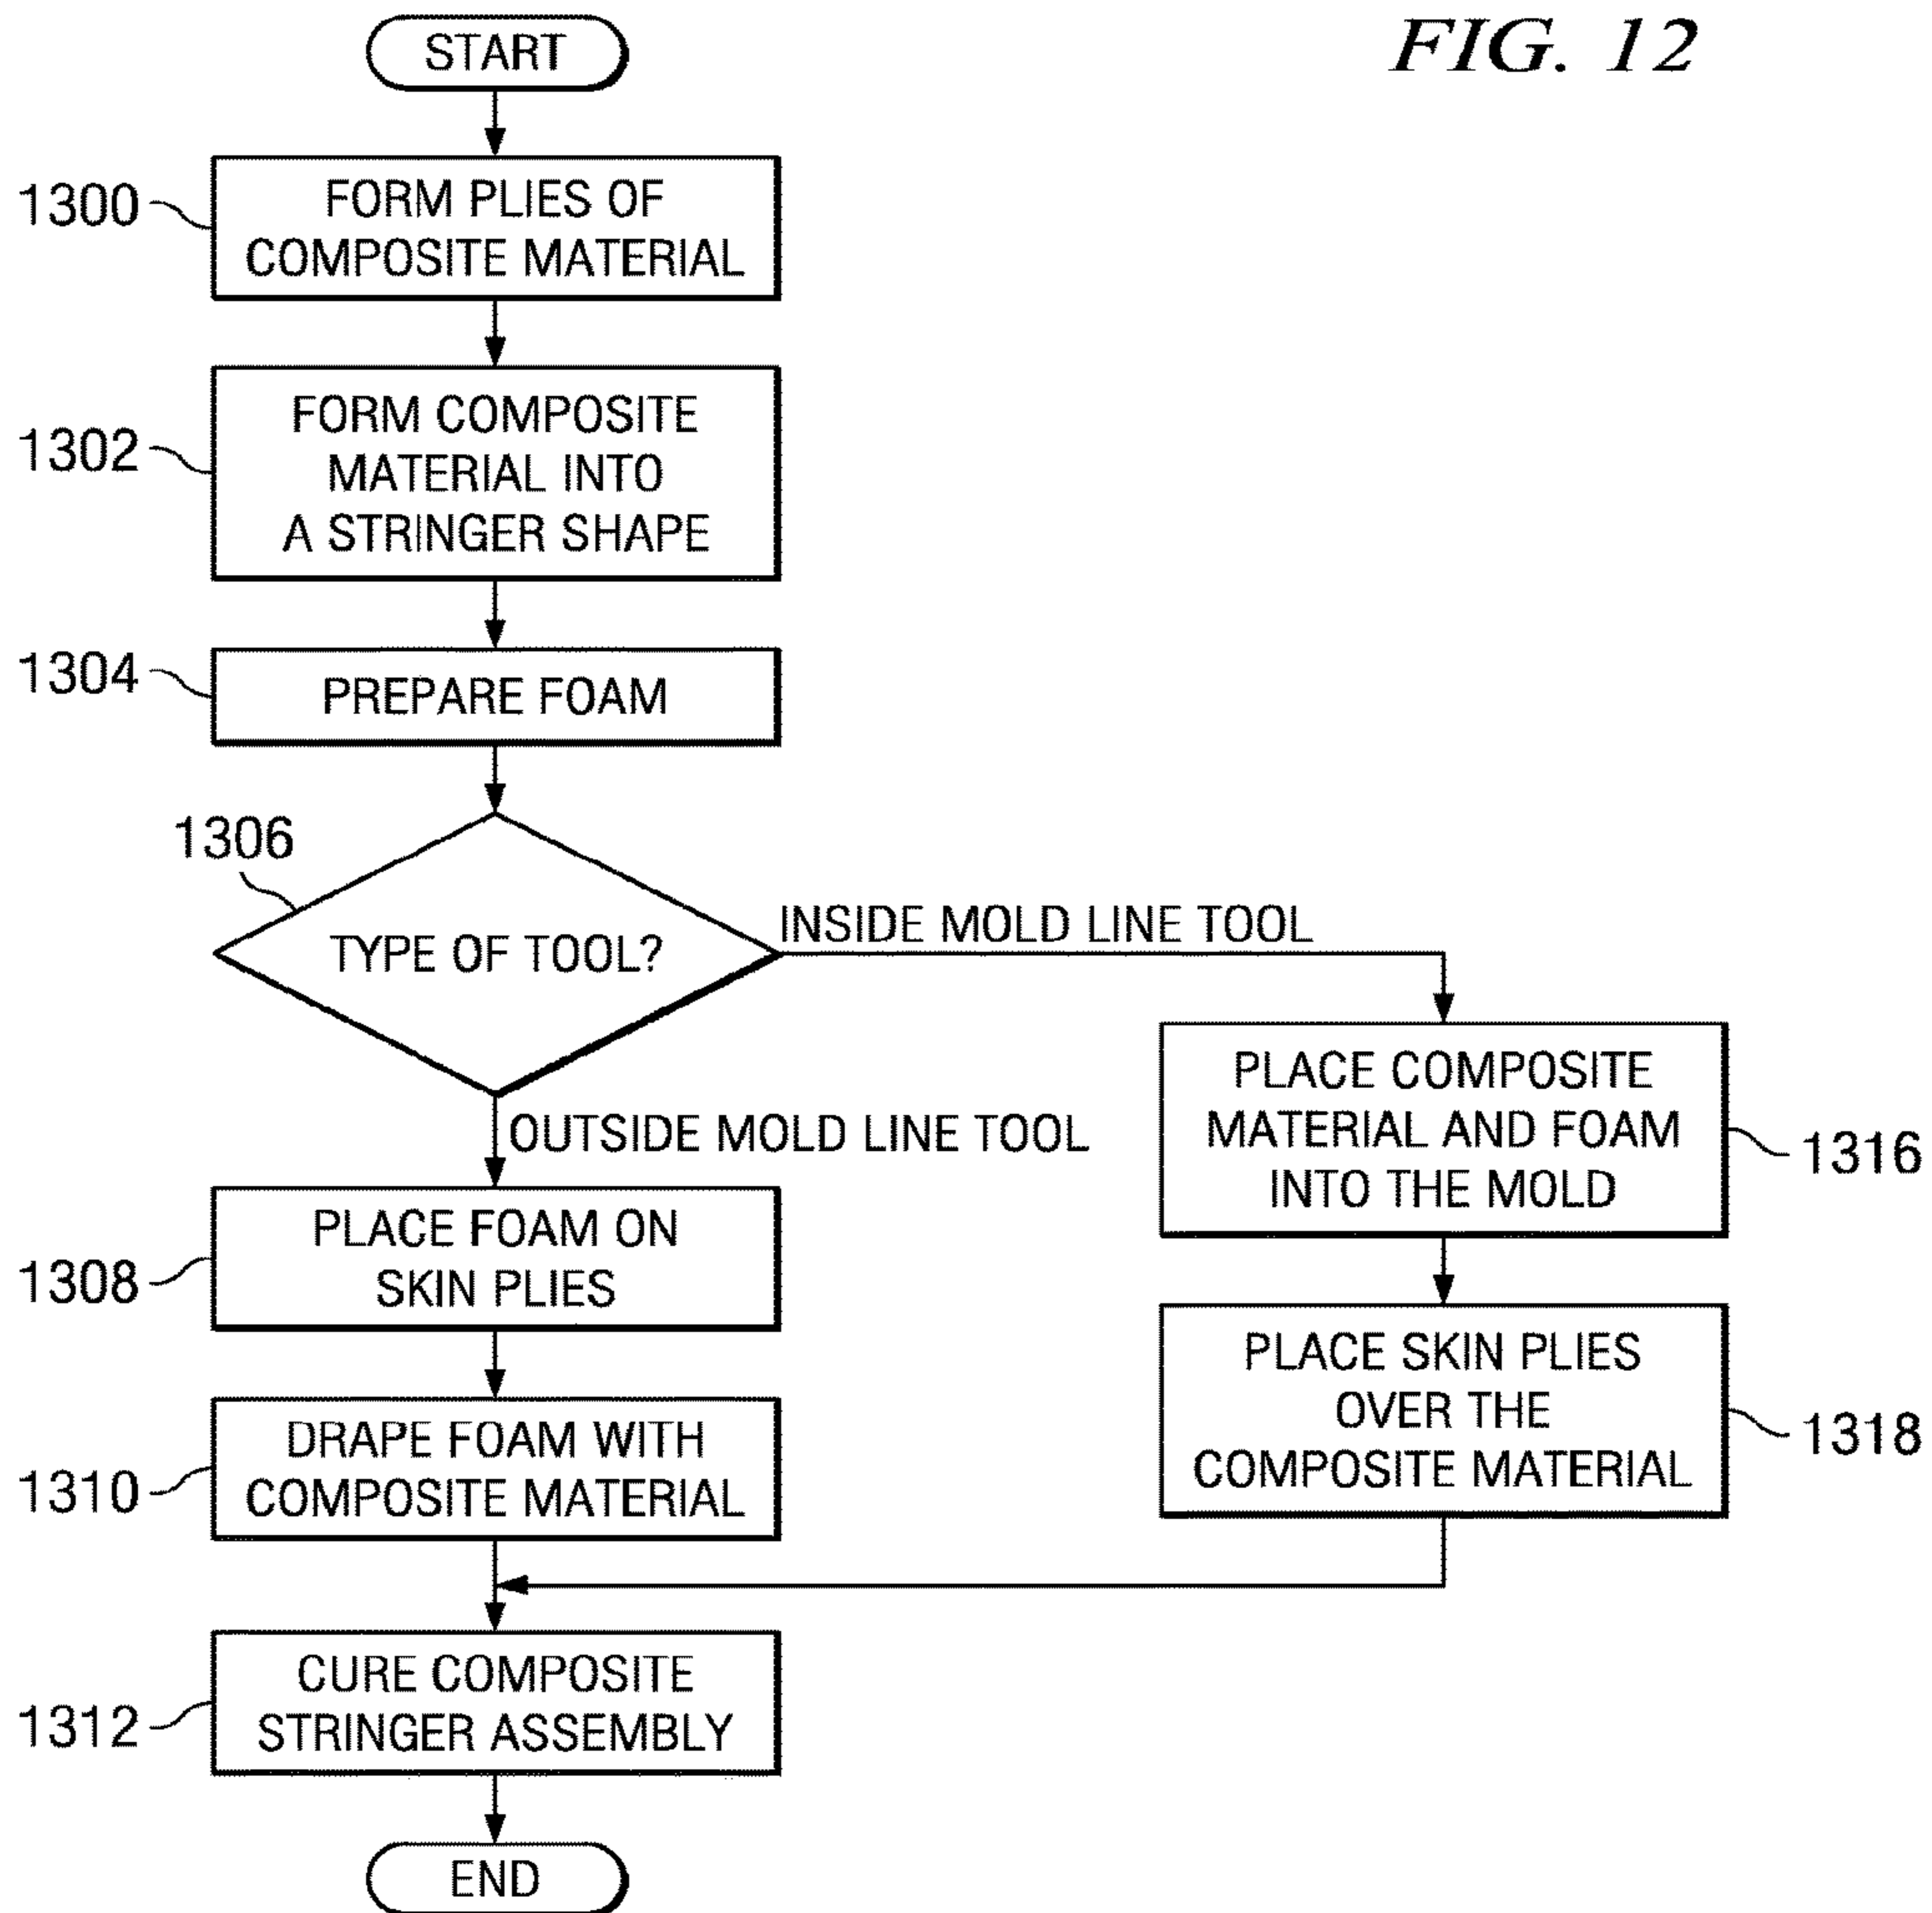 FIG. 12
START
1300
FORM PLIES OF
COMPOSITE MATERIAL
1302
FORM COMPOSITE
MATERIAL INTO
A STRINGER SHAPE
1304
PREPARE FOAM
1306
TYPE OF TOOL?
INSIDE MOLD LINE TOOL
OUTSIDE MOLD LINE TOOL
1308
PLACE FOAM ON
SKIN PLIES
1310
DRAPE FOAM WITH
COMPOSITE MATERIAL
PLACE COMPOSITE
MATERIAL AND FOAM
INTO THE MOLD
1316
PLACE SKIN PLIES
OVER THE
COMPOSITE MATERIAL
1318
1312
CURE COMPOSITE
STRINGER ASSEMBLY
END